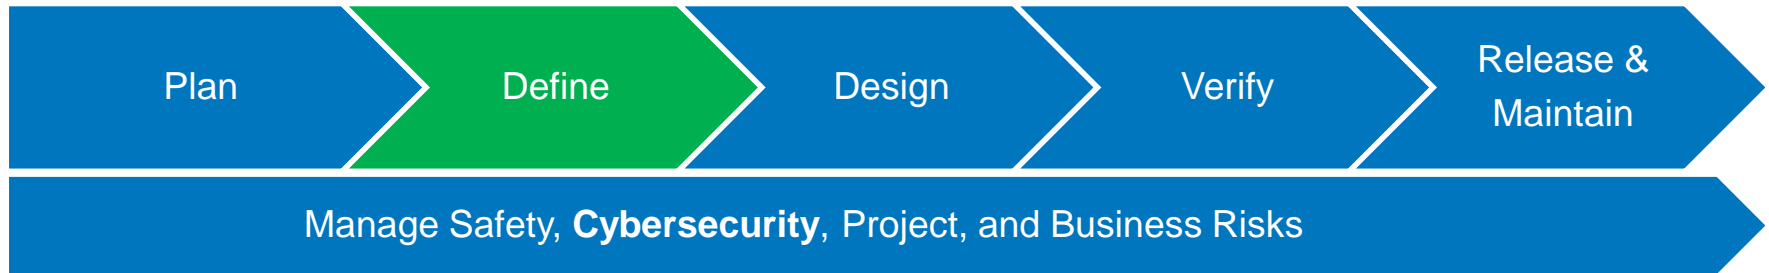 Plan
Define
Design
Verify
Release &
Maintain
Manage Safety, Cybersecurity, Project, and Business Risks